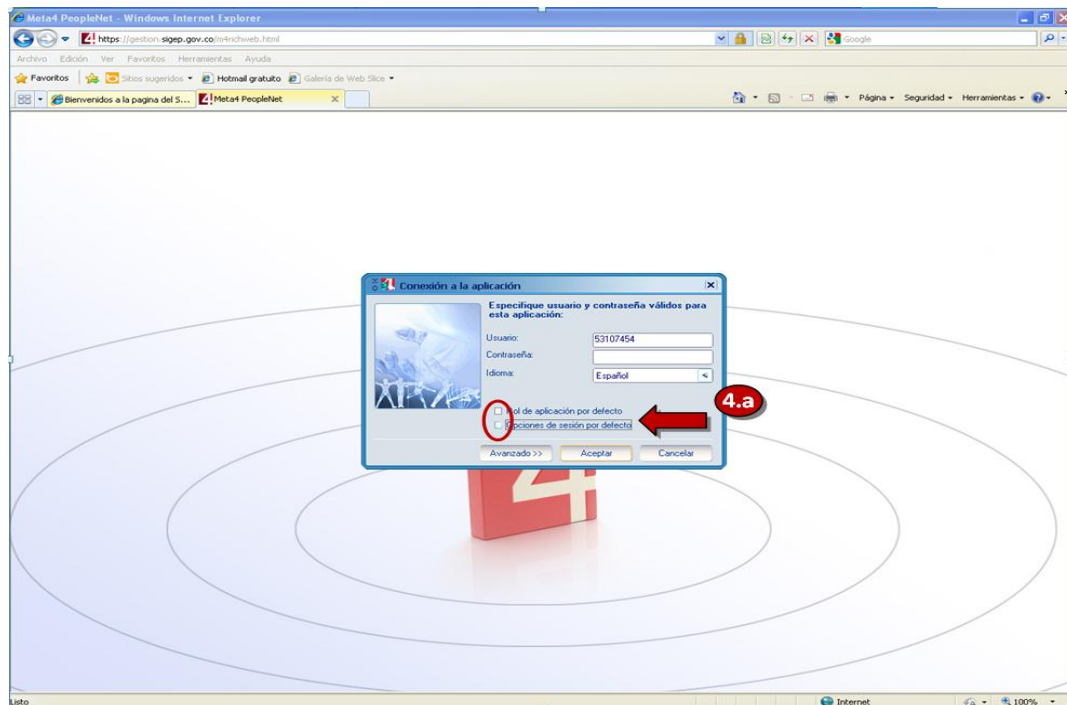 Meta4 PeopleNet - Windows Internet Explorer
https://gestion.sigep.gov.co/m4richweb.html
Google
Archivo Edición Ver Favoritos Herramientas Ayuda
Favoritos Sitios sugeridos Hotmail gratuito Galería de Web Slice
Bienvenidos a la pagina del S... Meta4 PeopleNet Página Seguridad Herramientas
Conexión a la aplicación
Especifique usuario y contraseña válidos para
esta aplicación:
Usuario: 53107454
Contraseña:
Idioma: Español
4.a
Rol de aplicación por defecto
Opciones de sesión por defecto
Avanzado >> Aceptar Cancelar
4
Listo Internet 100%